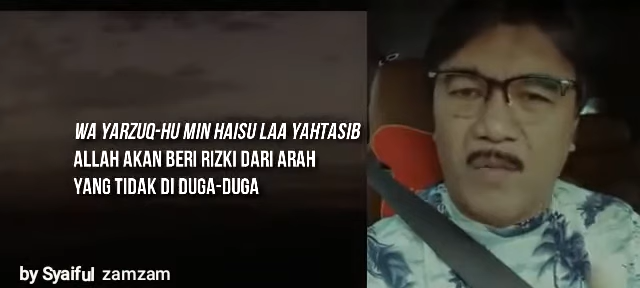 WA YARZUQ-HU MIN HAISU LAA YAHTASIB
ALLAH AKAN BERI RIZKI DARI ARAH
YANG TIDAK DI DUGA-DUGA
by Syaiful zamzam